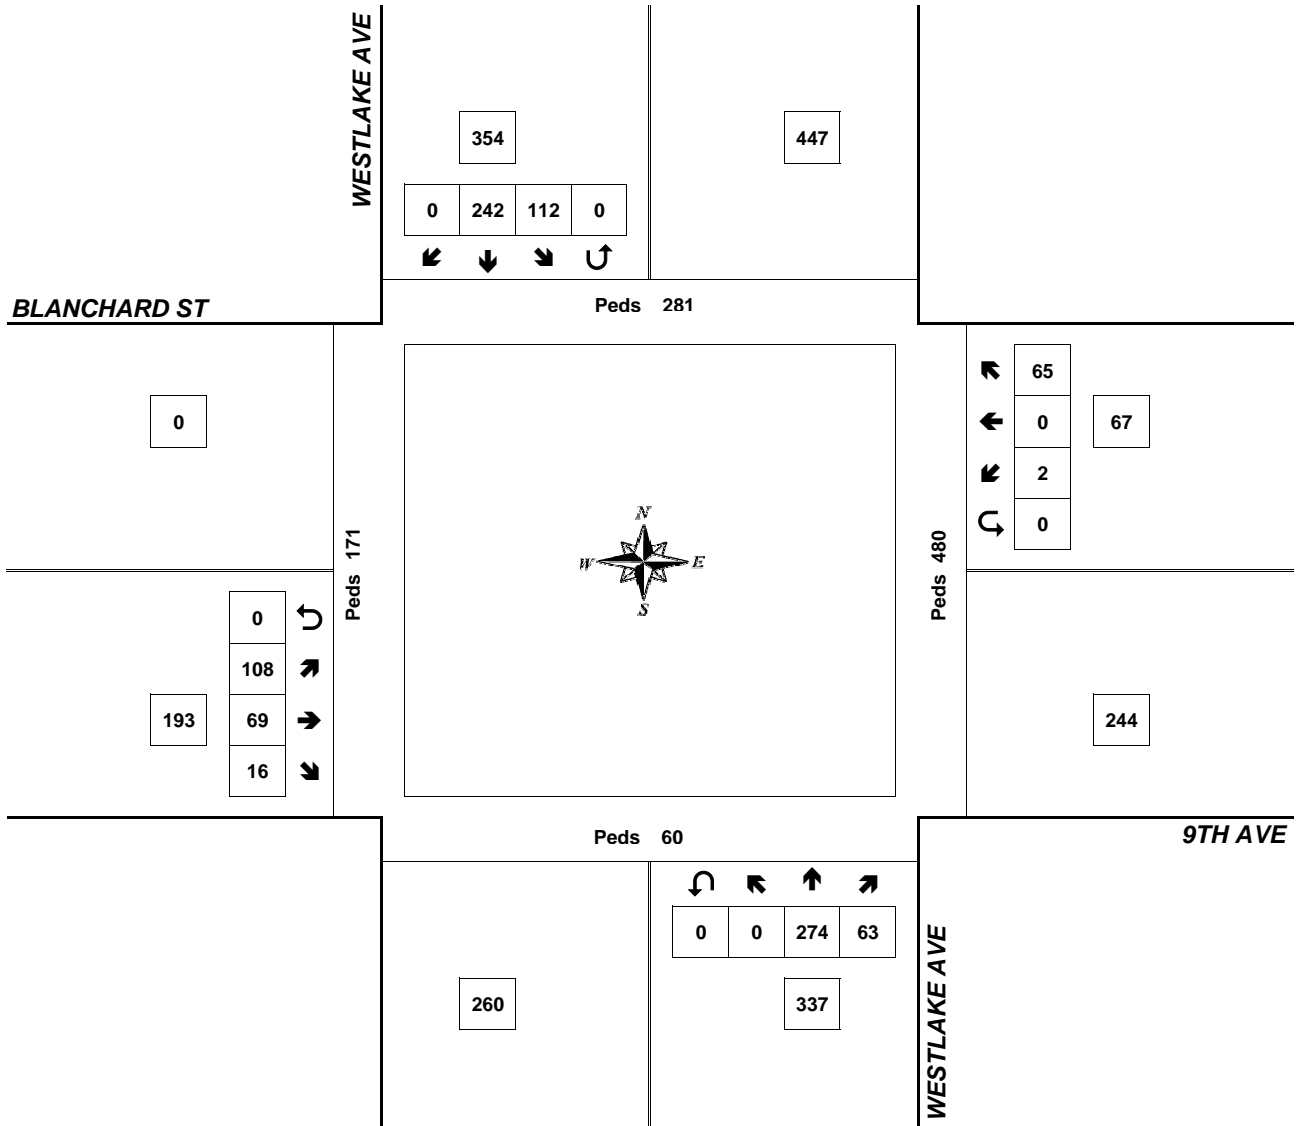 WESTLAKE AVE
354
447
0 242 112 0
Peds 281
BLANCHARD ST
65
0
0
67
2
0
N
W E
S
Peds 171
Peds 480
0
108
193
69
244
16
Peds 60
9TH AVE
0 0 274 63
WESTLAKE AVE
260
337